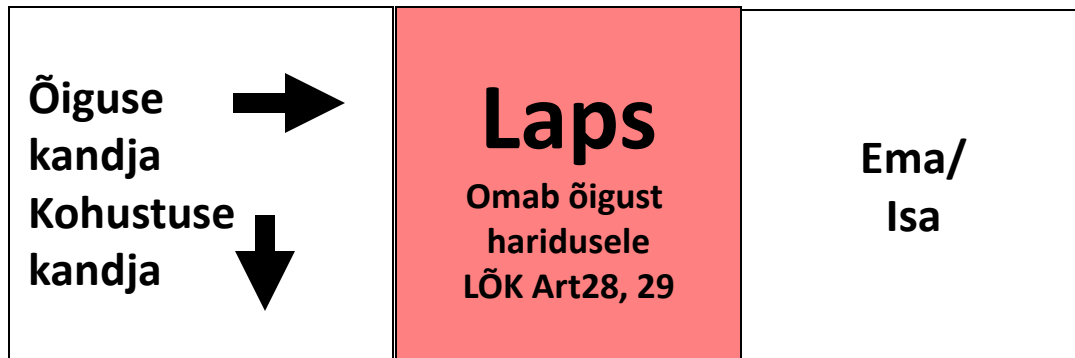 Õiguse
kandja
Kohustuse
kandja
Laps
Omab õigust
haridusele
LÕK Art28, 29
Ema/
Isa